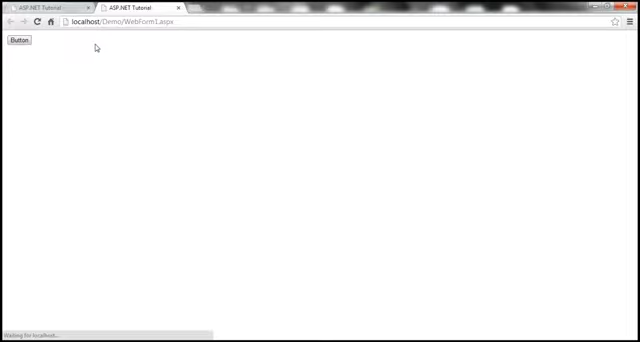 ASP.NET Tutorial
ASP.NET Tutorial
localhost/Demo/WebForm1.aspx
Button
Waiting for localhost...